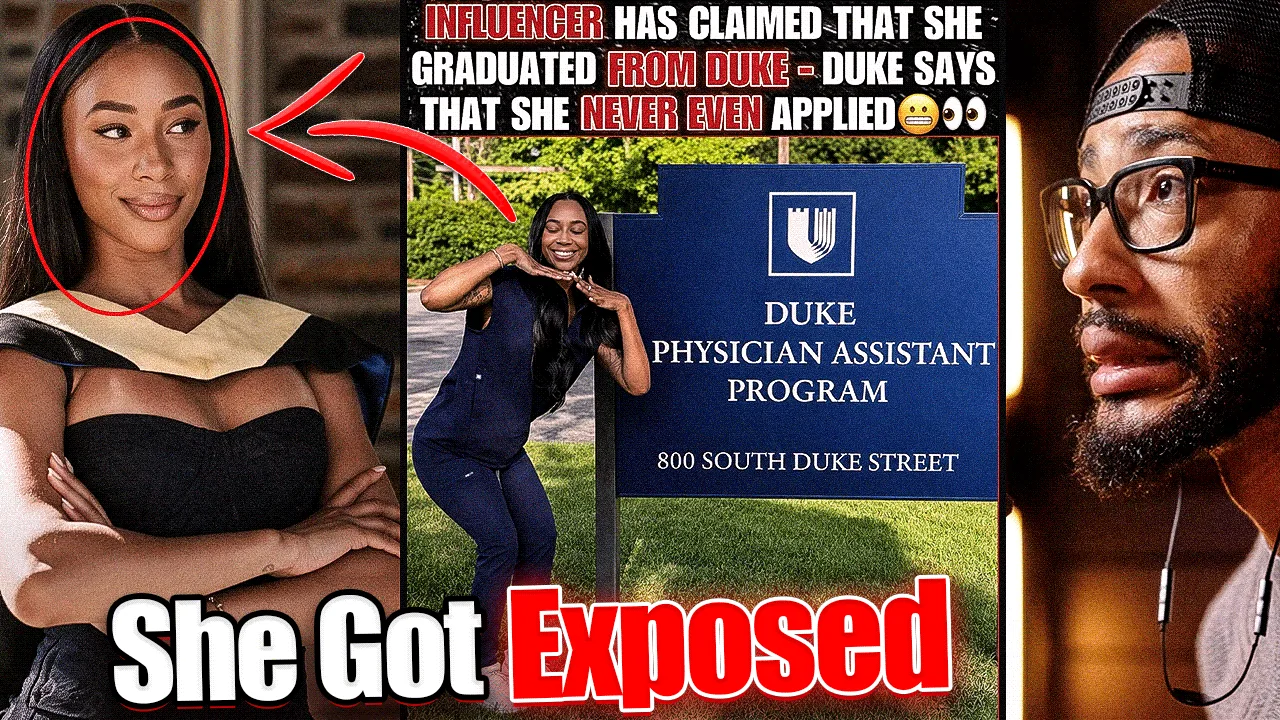 INFLUENCER HAS CLAIMED THAT SHE
GRADUATED FROM DUKE - DUKE SAYS
THAT SHE NEVER EVEN APPLIED😬👀
DUKE
PHYSICIAN ASSISTANT
PROGRAM
800 SOUTH DUKE STREET
She Got Exposed